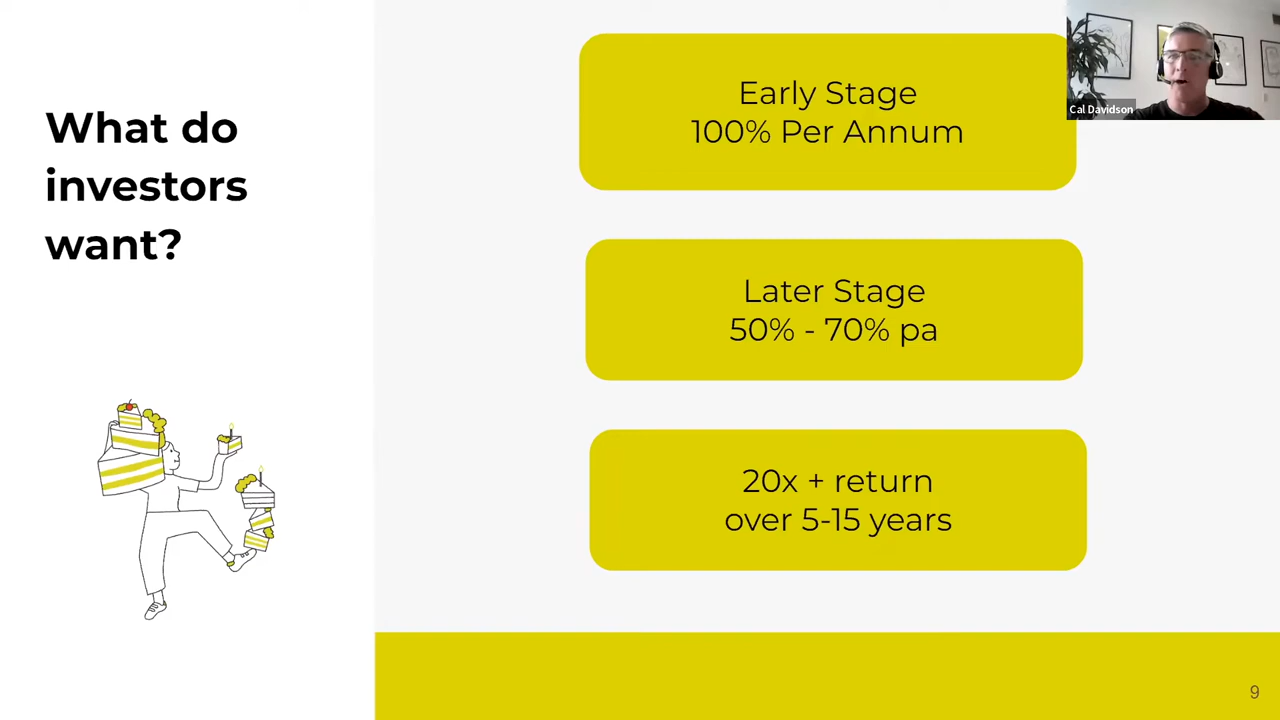 What do
investors
want?
Early Stage
100% Per Annum
Later Stage
50% - 70% pa
20x + return
over 5-15 years
Cal Davidson
9